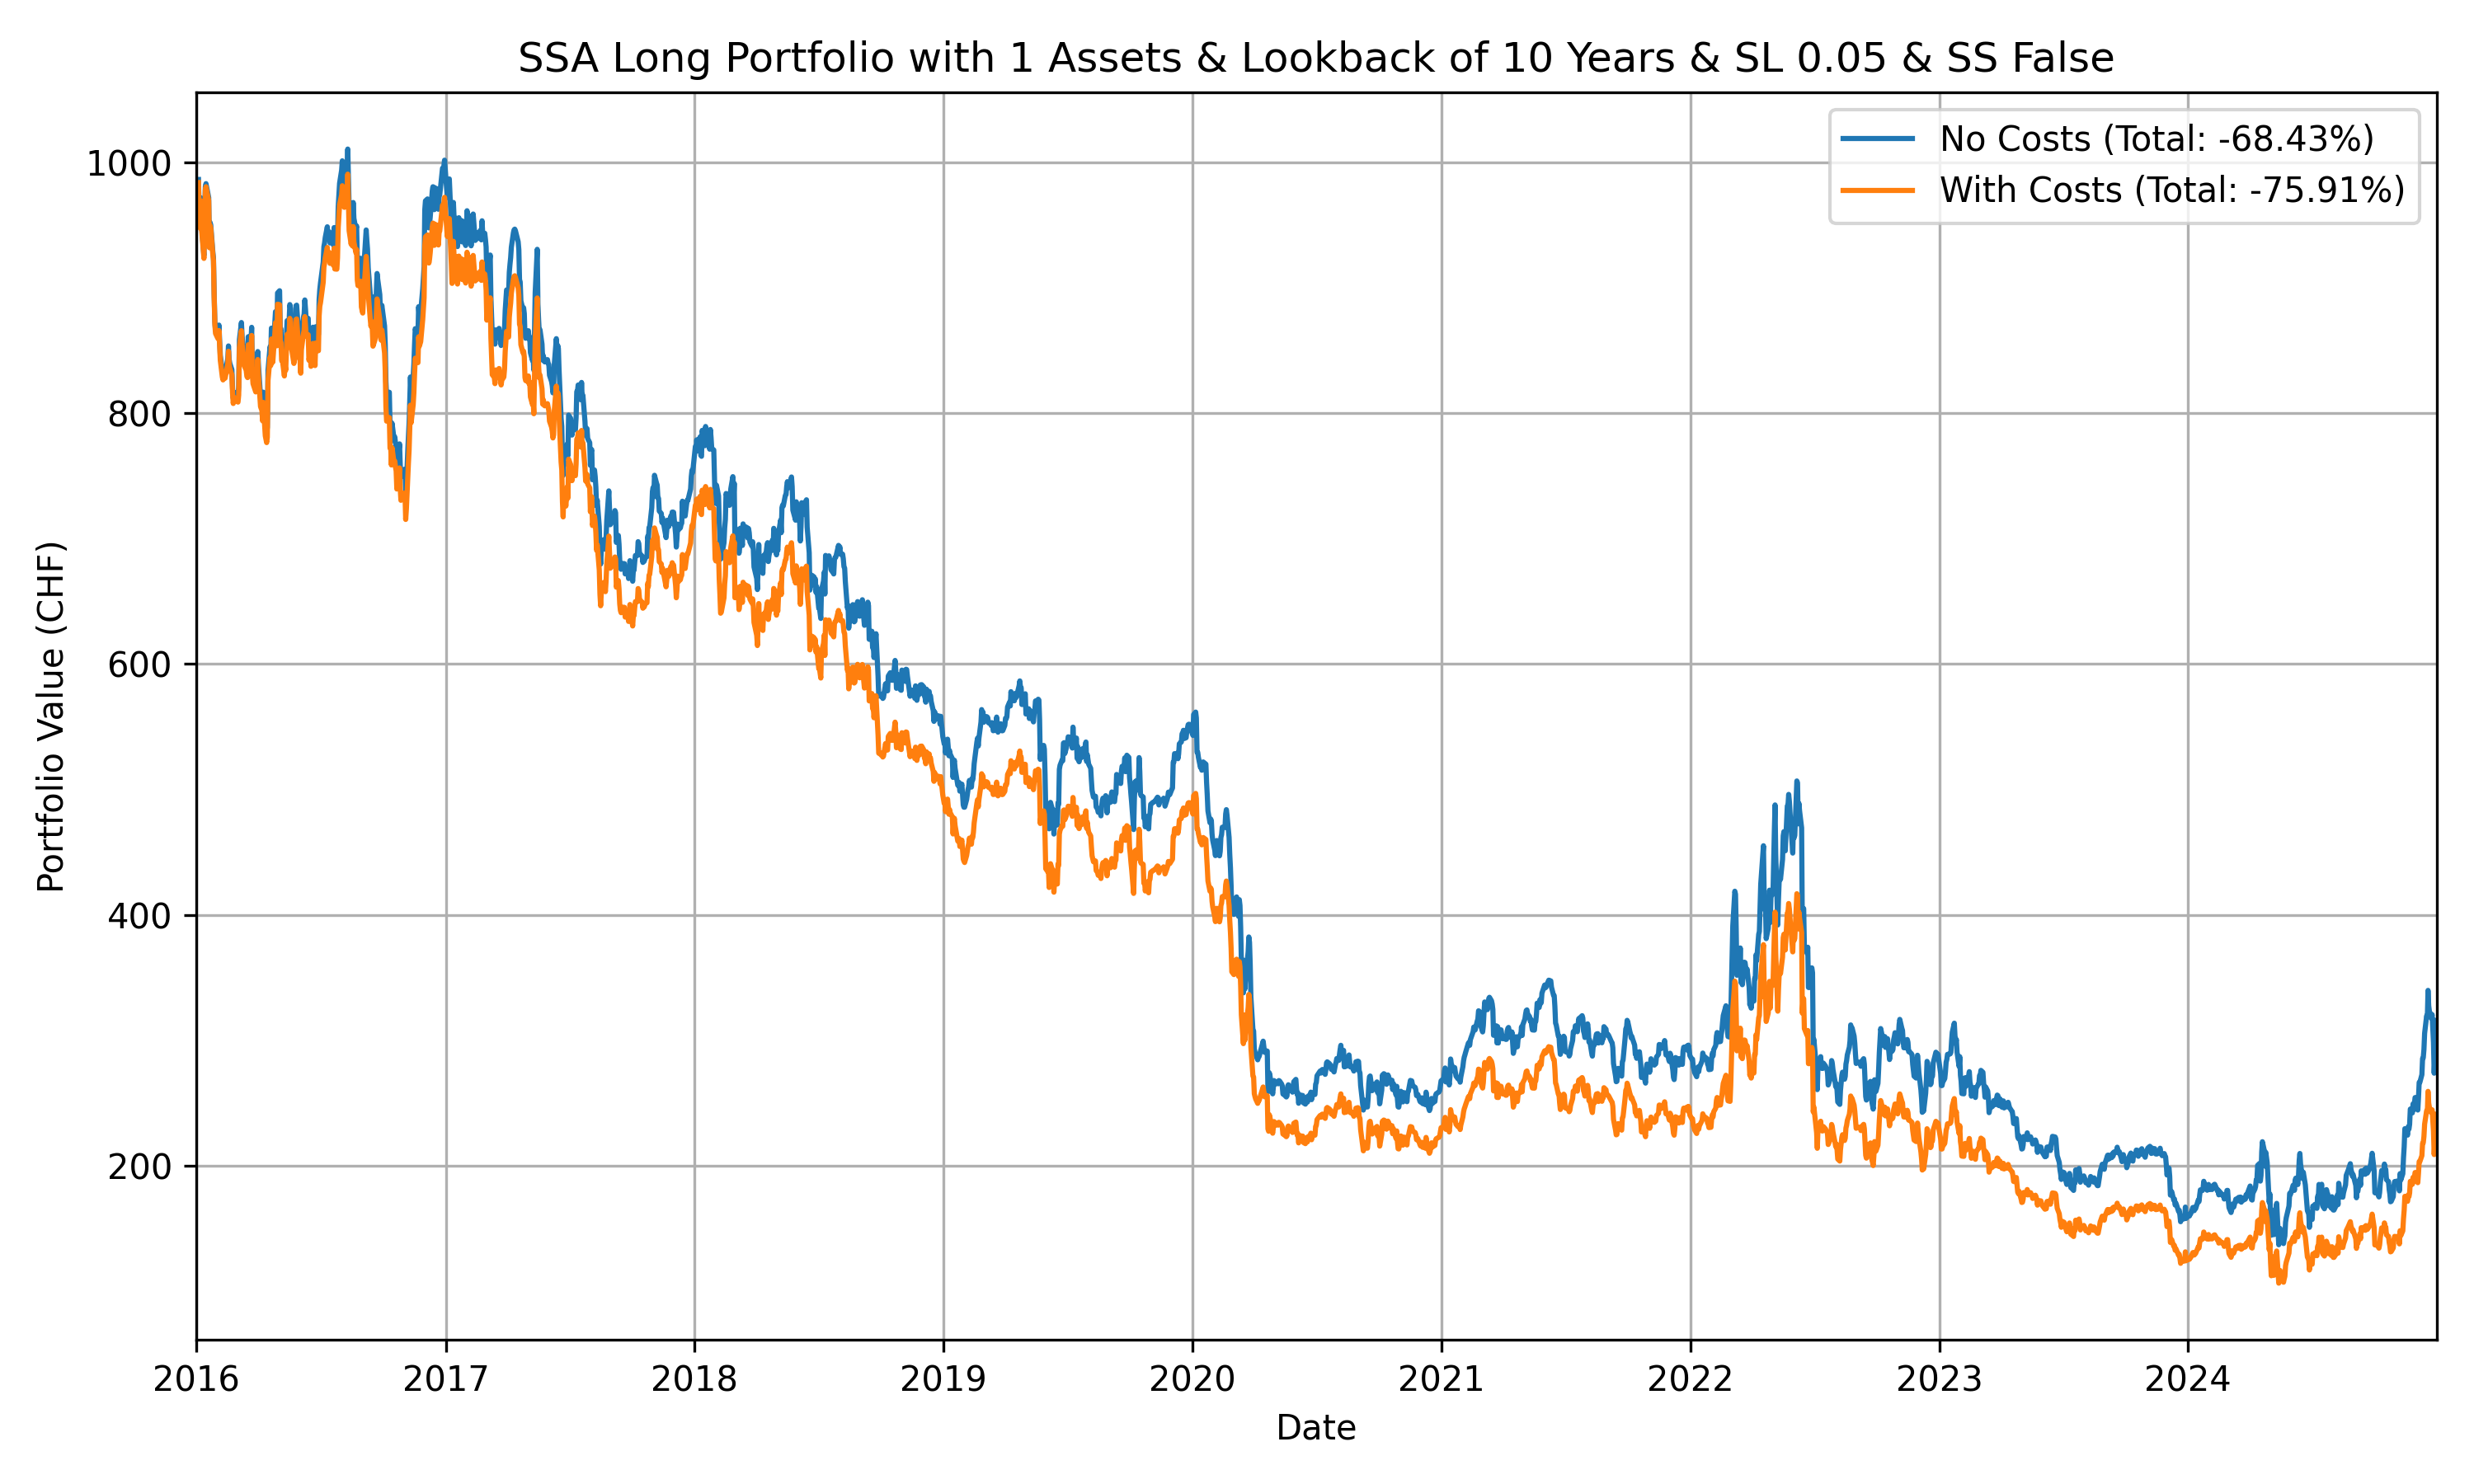 SSA Long Portfolio with 1 Assets & Lookback of 10 Years & SL 0.05 & SS False
No Costs (Total: -68.43%)
With Costs (Total: -75.91%)
Portfolio Value (CHF)
1000
800
600
400
200
2016 2017 2018 2019 2020 2021 2022 2023 2024
Date